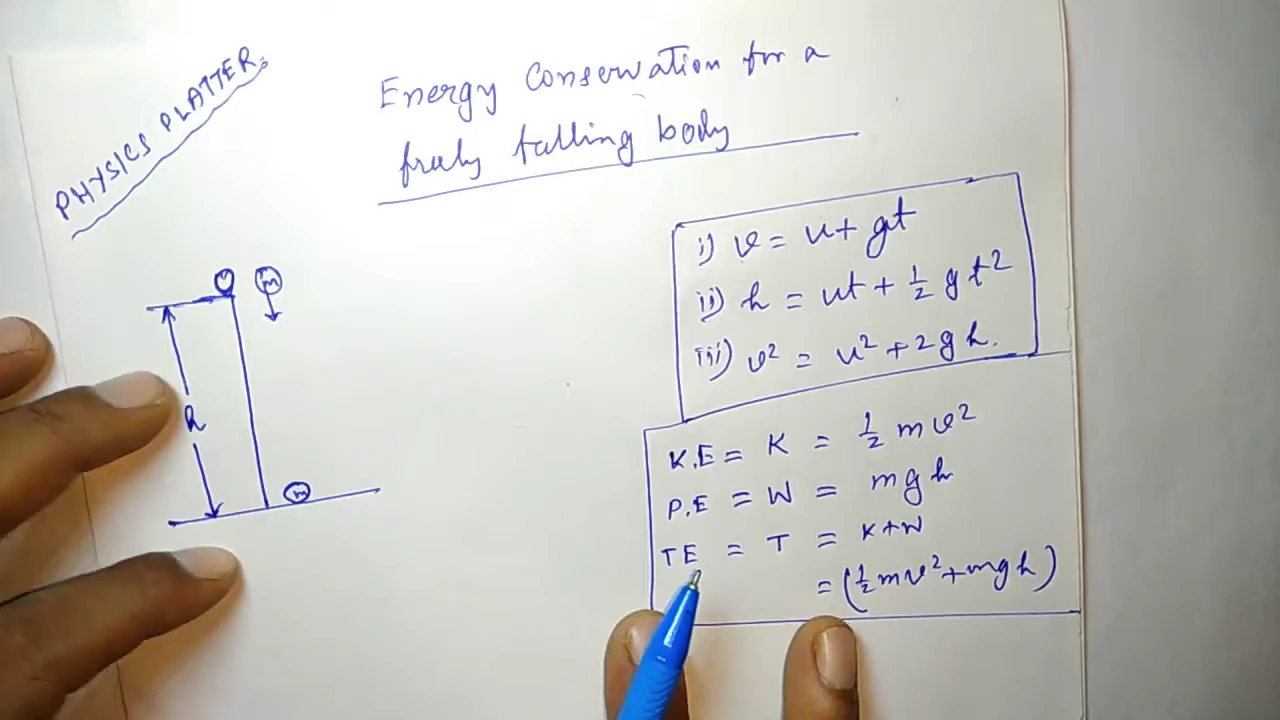 PHYSICS PLATTER:
Energy Conservation for a
freely falling body
m
h
m
i) v = u + gt
ii) h = ut + 1/2 g t²
iii) v² = u² + 2gh.
K.E = K = 1/2 m v²
P.E = W = mgh
TE = T = K+W
= (1/2 mv² + mgh)